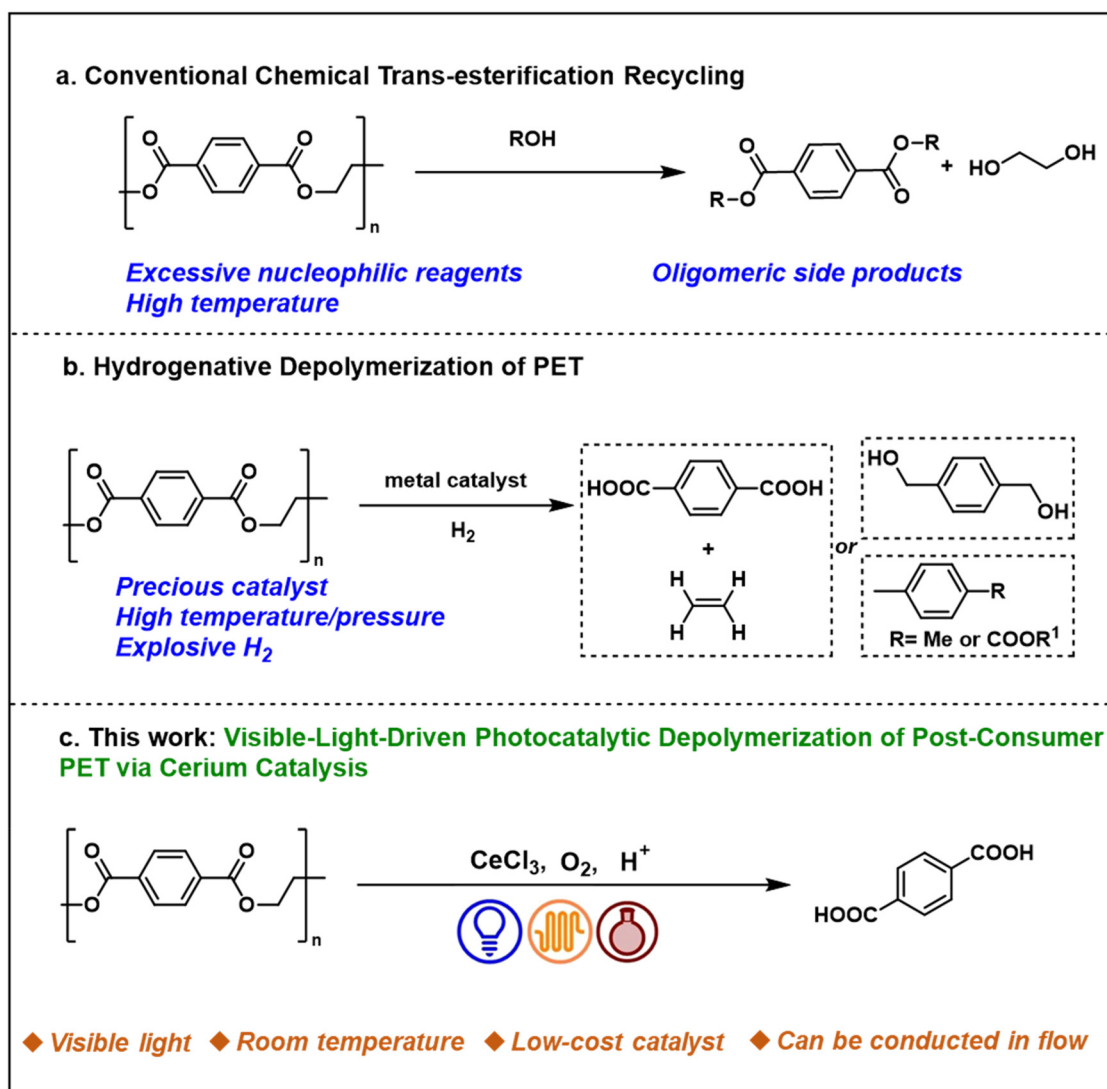 a. Conventional Chemical Trans-esterification Recycling
O
O
O
O
n
ROH
O
R-O
O-R
O
+
HO
OH
Excessive nucleophilic reagents
High temperature
Oligomeric side products
b. Hydrogenative Depolymerization of PET
O
O
O
O
n
metal catalyst
H2
HOOC
COOH
+
H
H
H
H
or
HO
OH
R
R= Me or COOR1
Precious catalyst
High temperature/pressure
Explosive H2
c. This work: Visible-Light-Driven Photocatalytic Depolymerization of Post-Consumer
PET via Cerium Catalysis
O
O
O
O
n
CeCl3, O2, H+
COOH
HOOC
◆ Visible light ◆ Room temperature ◆ Low-cost catalyst ◆ Can be conducted in flow